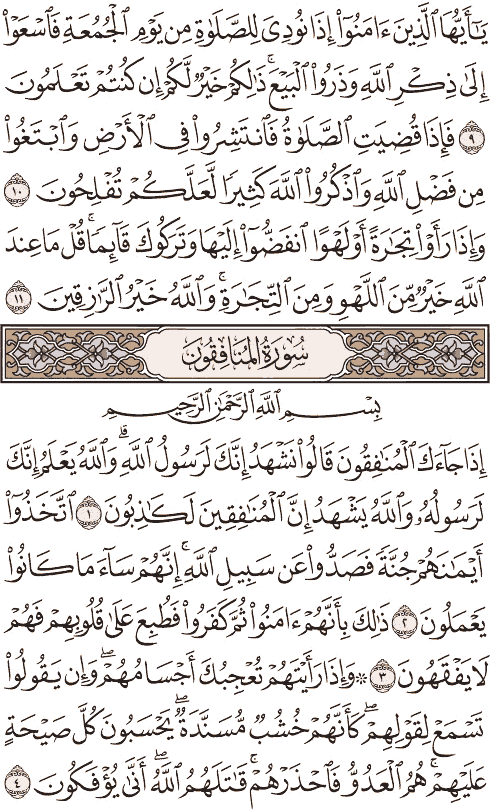 يَـٰٓأَيُّهَا ٱلَّذِينَ ءَامَنُوٓا۟ إِذَا نُودِىَ لِلصَّلَوٰةِ مِن يَوْمِ ٱلْجُمُعَةِ فَٱسْعَوْا۟
إِلَىٰ ذِكْرِ ٱللَّهِ وَذَرُوا۟ ٱلْبَيْعَ ۚ ذَٰلِكُمْ خَيْرٌ لَّكُمْ إِن كُنتُمْ تَعْلَمُونَ
٩ فَإِذَا قُضِيَتِ ٱلصَّلَوٰةُ فَٱنتَشِرُوا۟ فِى ٱلْأَرْضِ وَٱبْتَغُوا۟
مِن فَضْلِ ٱللَّهِ وَٱذْكُرُوا۟ ٱللَّهَ كَثِيرًا لَّعَلَّكُمْ تُفْلِحُونَ ١٠
وَإِذَا رَأَوْا۟ تِجَـٰرَةً أَوْ لَهْوًا ٱنفَضُّوٓا۟ إِلَيْهَا وَتَرَكُوكَ قَآئِمًا ۚ قُلْ مَا عِندَ
ٱللَّهِ خَيْرٌ مِّنَ ٱللَّهْوِ وَمِنَ ٱلتِّجَـٰرَةِ ۚ وَٱللَّهُ خَيْرُ ٱلرَّٰزِقِينَ ١١
سُورَةُ المُنَافِقُونَ
بِسْمِ ٱللَّهِ ٱلرَّحْمَـٰنِ ٱلرَّحِيمِ
إِذَا جَآءَكَ ٱلْمُنَـٰفِقُونَ قَالُوا۟ نَشْهَدُ إِنَّكَ لَرَسُولُ ٱللَّهِ ۗ وَٱللَّهُ يَعْلَمُ إِنَّكَ
لَرَسُولُهُۥ وَٱللَّهُ يَشْهَدُ إِنَّ ٱلْمُنَـٰفِقِينَ لَكَـٰذِبُونَ ١ ٱتَّخَذُوٓا۟
أَيْمَـٰنَهُمْ جُنَّةً فَصَدُّوا۟ عَن سَبِيلِ ٱللَّهِ ۚ إِنَّهُمْ سَآءَ مَا كَانُوا۟
يَعْمَلُونَ ٢ ذَٰلِكَ بِأَنَّهُمْ ءَامَنُوا۟ ثُمَّ كَفَرُوا۟ فَطُبِعَ عَلَىٰ قُلُوبِهِمْ فَهُمْ
لَا يَفْقَهُونَ ٣ ۞ وَإِذَا رَأَيْتَهُمْ تُعْجِبُكَ أَجْسَامُهُمْ ۖ وَإِن يَقُولُوا۟
تَسْمَعْ لِقَوْلِهِمْ ۖ كَأَنَّهُمْ خُشُبٌ مُّسَنَّدَةٌ ۖ يَحْسَبُونَ كُلَّ صَيْحَةٍ
عَلَيْهِمْ ۚ هُمُ ٱلْعَدُوُّ فَٱحْذَرْهُمْ ۚ قَـٰتَلَهُمُ ٱللَّهُ ۖ أَنَّىٰ يُؤْفَكُونَ ٤